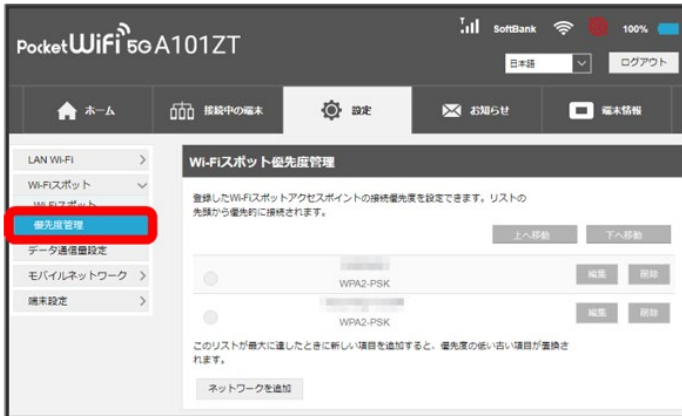 Pocket WiFi 5G A101ZT
SoftBank 100%
日本語 ログアウト
ホーム 接続中の端末 設定 お知らせ 端末情報
LAN Wi-Fi
Wi-Fiスポット
Wi-Fiスポット
優先度管理
データ通信量設定
モバイルネットワーク
端末設定
Wi-Fiスポット優先度管理
登録したWi-Fiスポットアクセスポイントの接続優先度を設定できます。リストの
先頭から優先的に接続されます。
上へ移動 下へ移動
WPA2-PSK 編集 削除
WPA2-PSK 編集 削除
このリストが最大に達したときに新しい項目を追加すると、優先度の低い古い項目が置換さ
れます。
ネットワークを追加